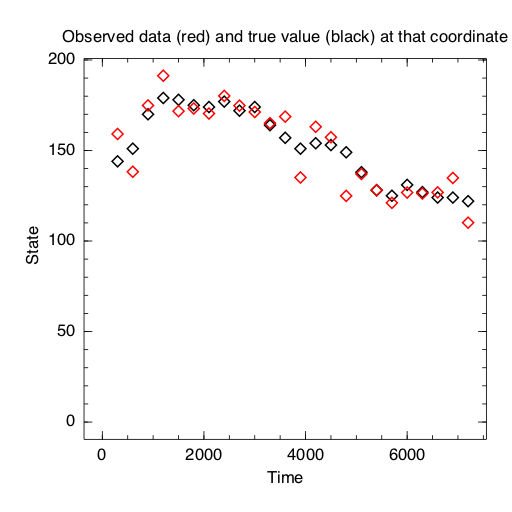 Observed data (red) and true value (black) at that coordinate
200
150
100
50
0
State
0 2000 4000 6000
Time